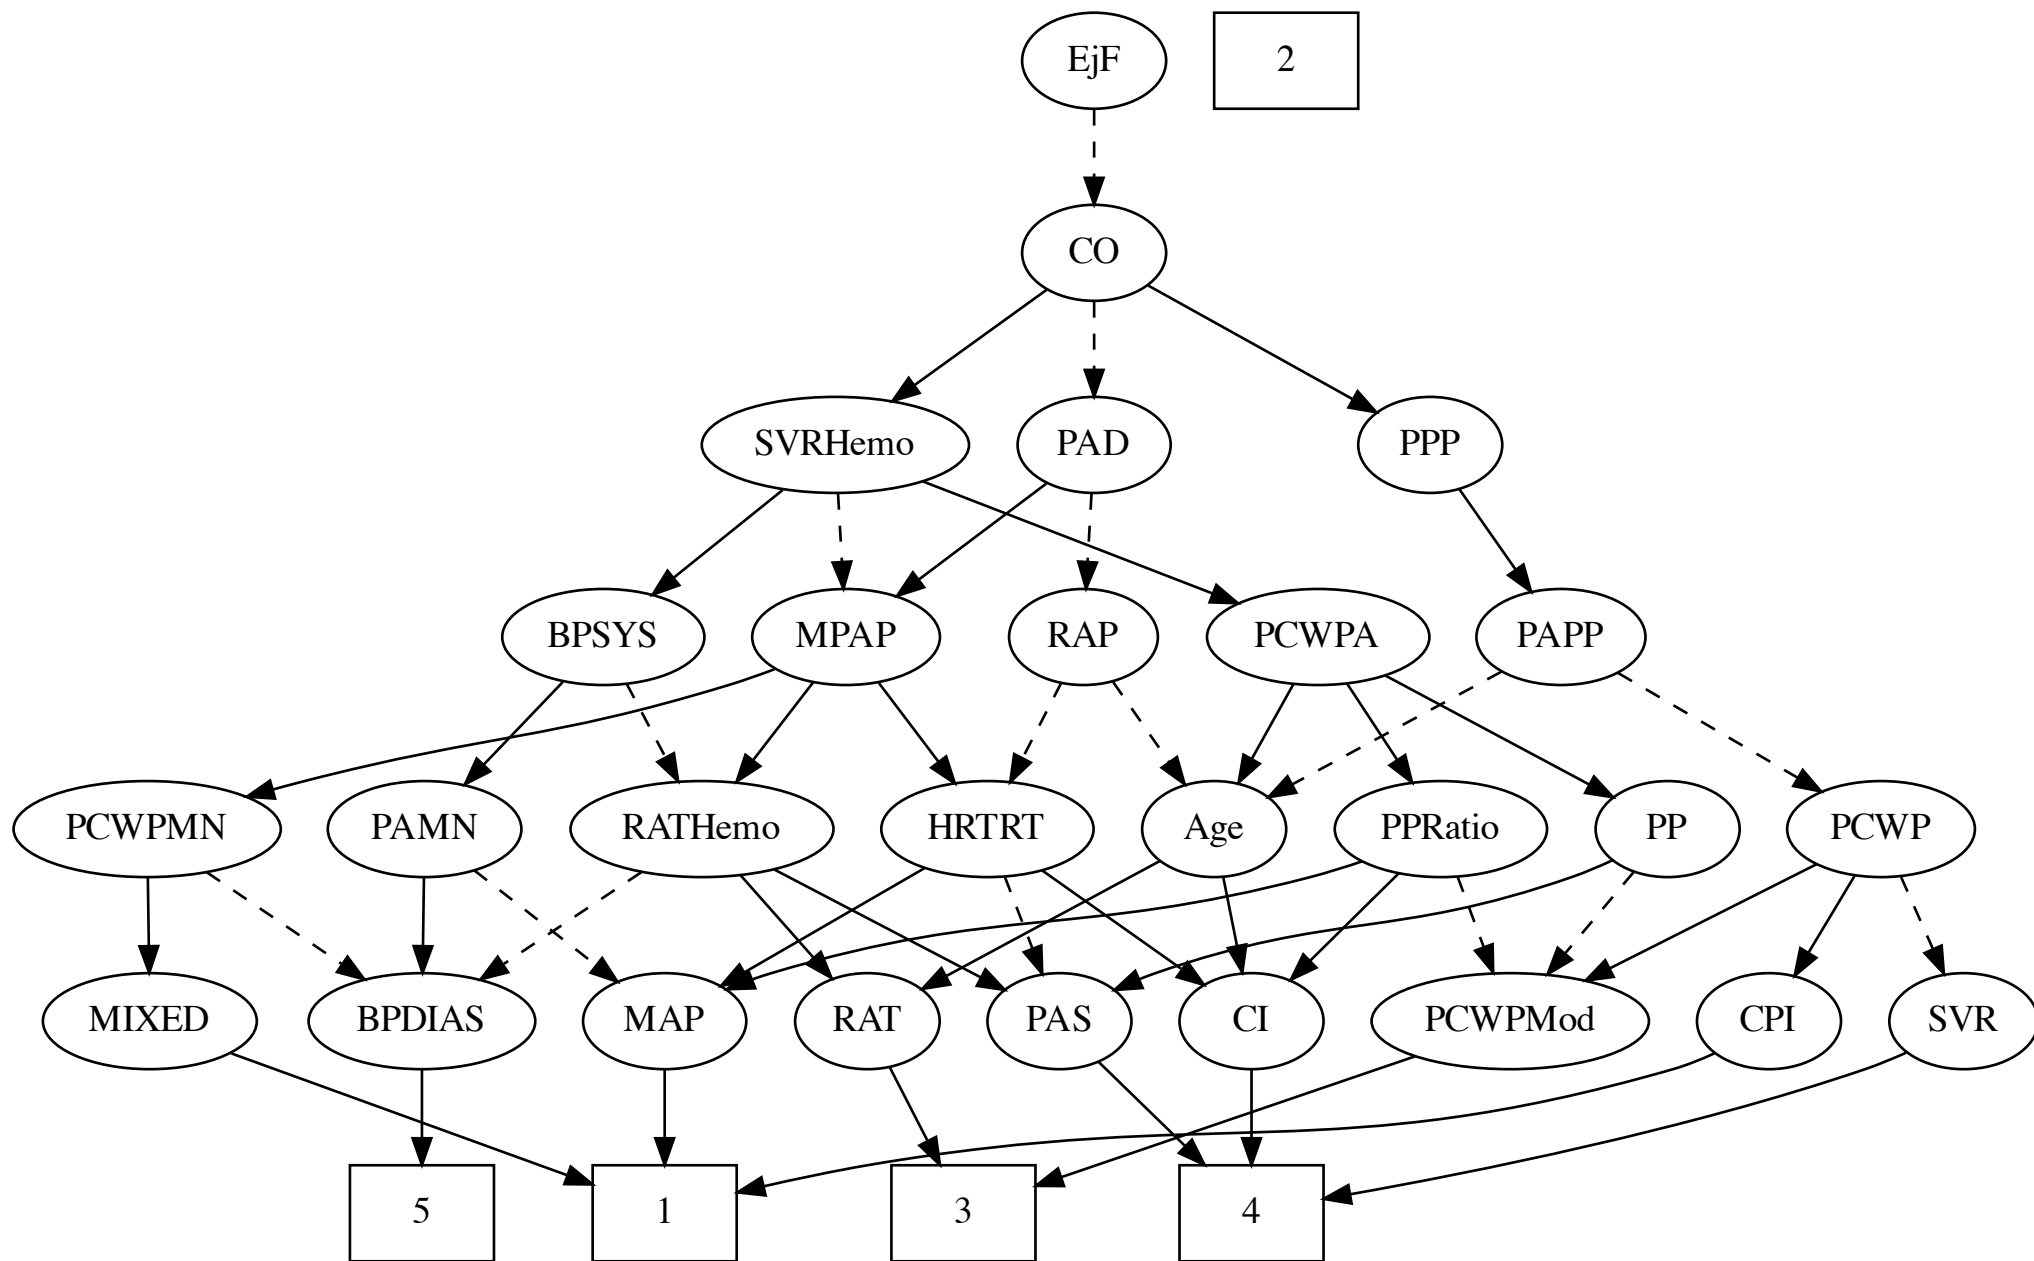 EjF
2
CO
SVRHemo
PAD
PPP
BPSYS
MPAP
RAP
PCWPA
PAPP
PCWPMN
PAMN
RATHemo
HRTRT
Age
PPRatio
PP
PCWP
MIXED
BPDIAS
MAP
RAT
PAS
CI
PCWPMod
CPI
SVR
5
1
3
4